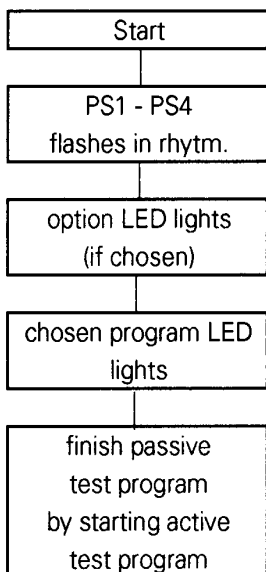 Start
PS1 - PS4
flashes in rhytm.
option LED lights
(if chosen)
chosen program LED
lights
finish passive
test program
by starting active
test program